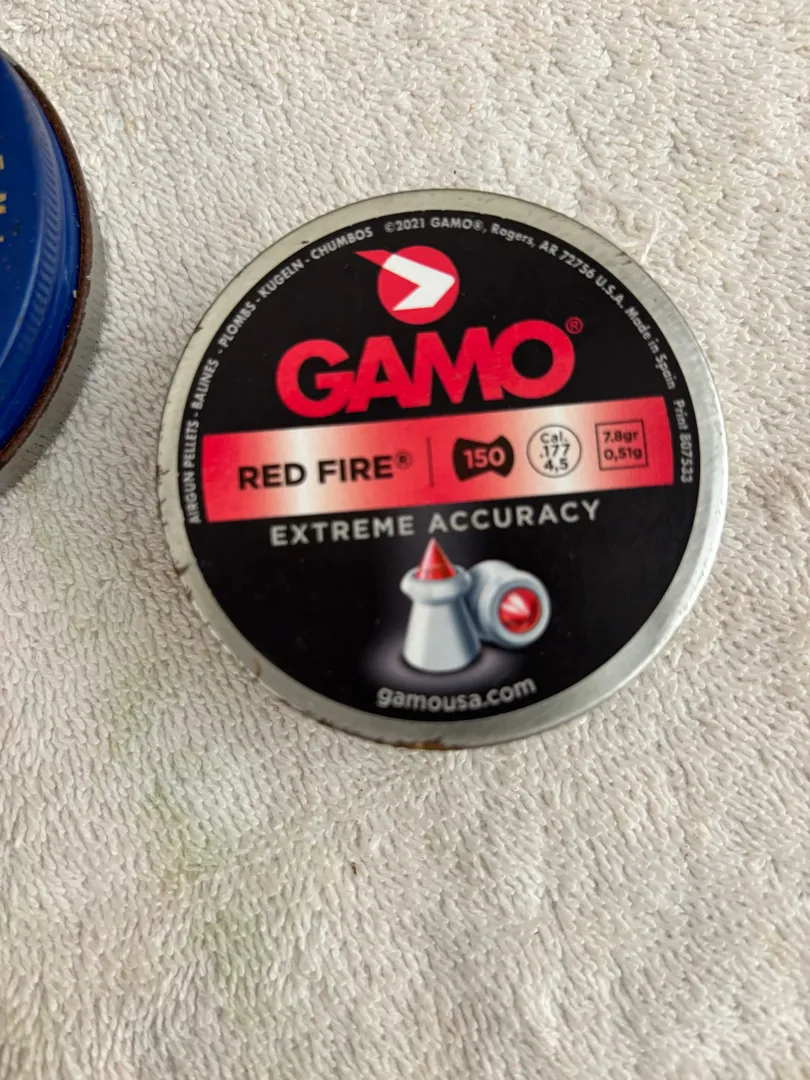 AIRGUN PELLETS - BALINES - PLOMBS - KUGELN - CHUMBOS ©2021 GAMO®, Rogers, AR 72756 U.S.A. Made in Spain Print 807533
GAMO®
RED FIRE® 150 Cal. .177 4,5 7.8gr 0,51g
EXTREME ACCURACY
gamousa.com